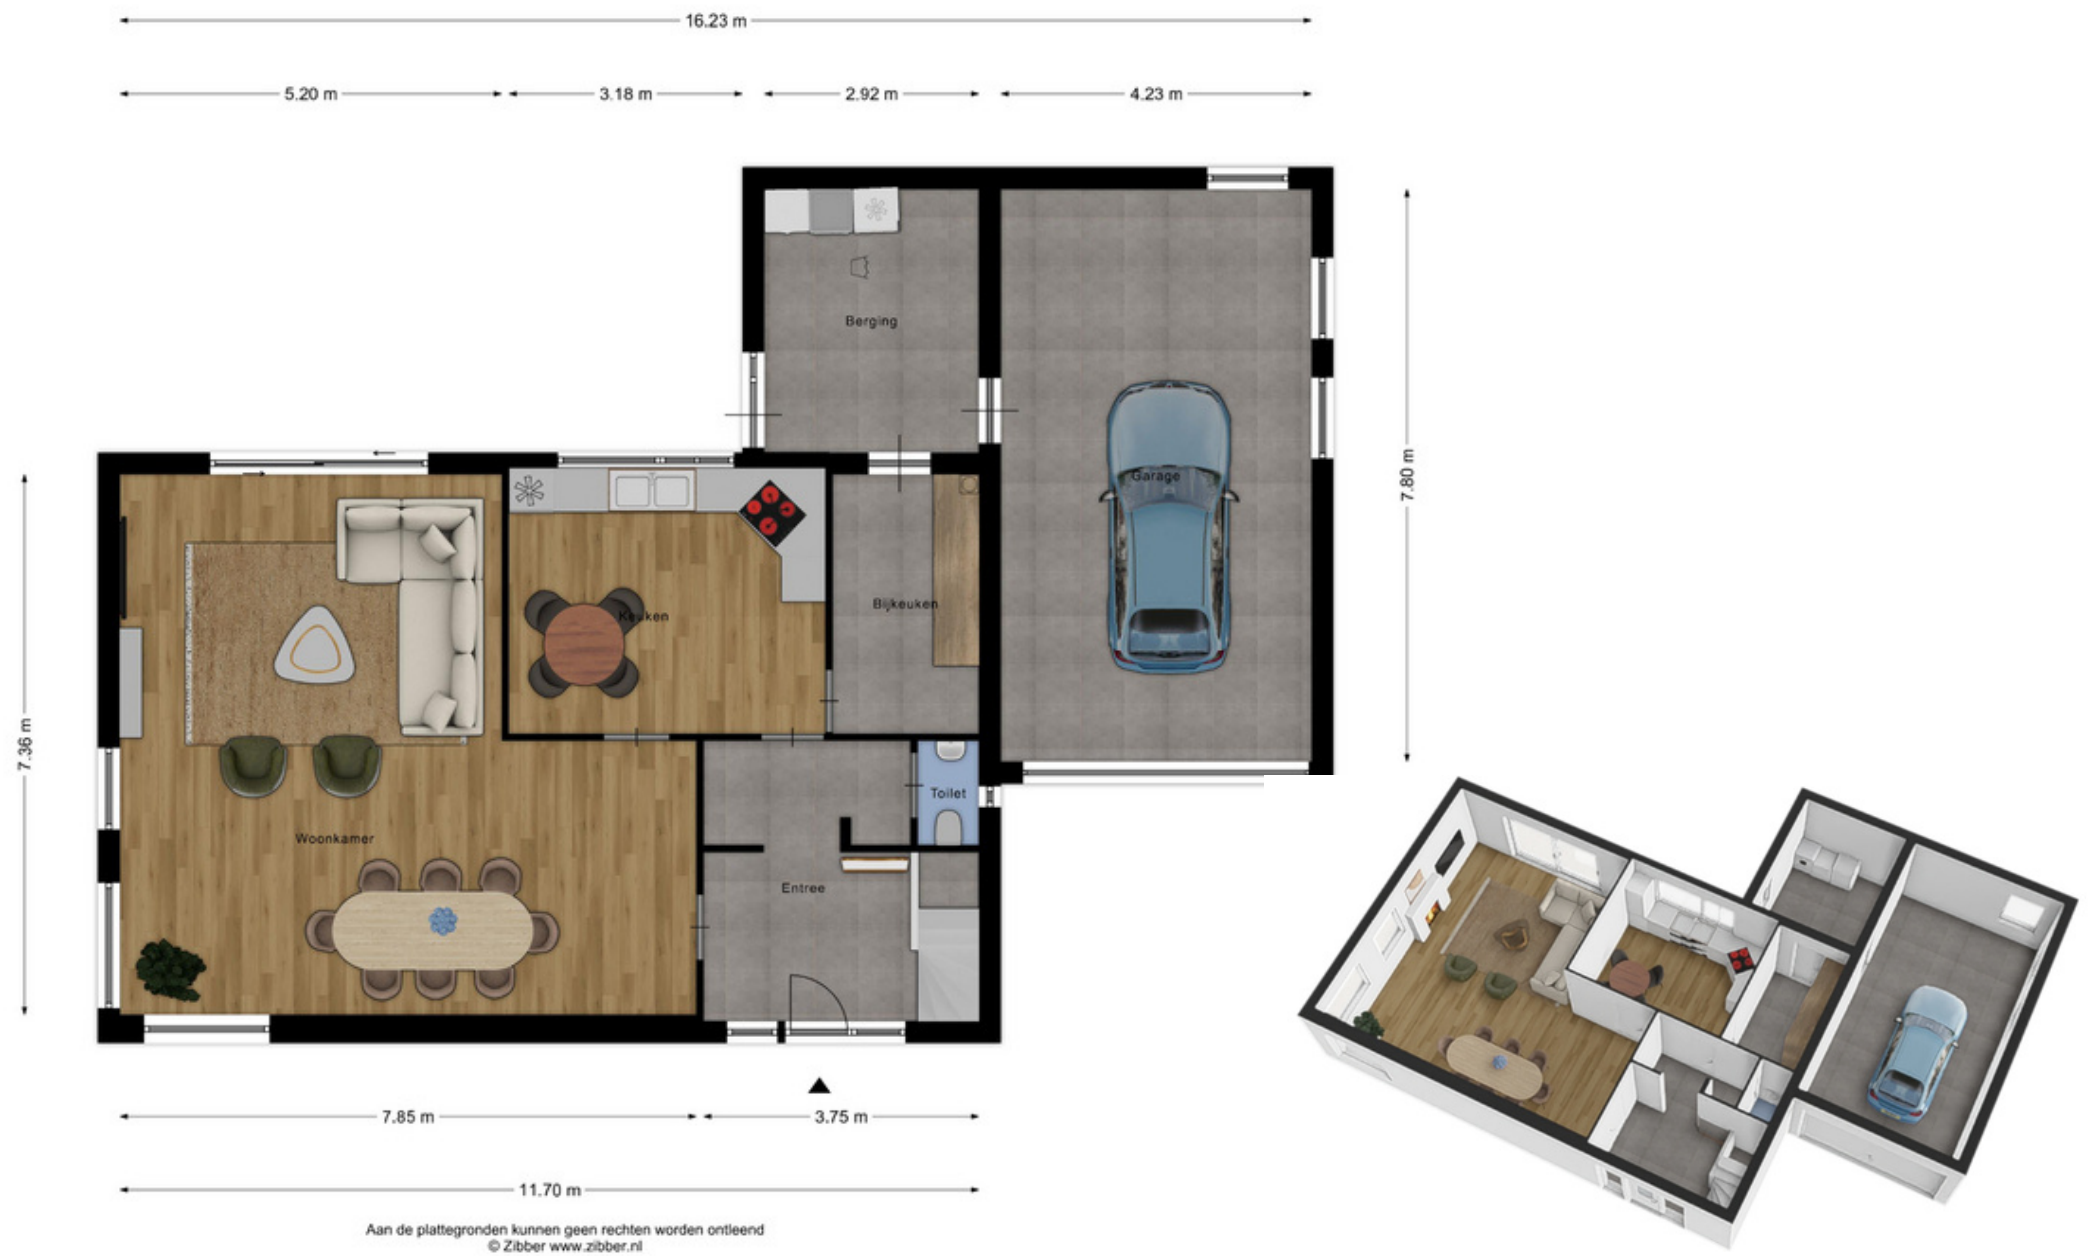 16.23 m
5.20 m
3.18 m
2.92 m
4.23 m
Berging
7.80 m
Garage
Keuken
Bijkeuken
7.36 m
Toilet
Woonkamer
Entree
7.85 m
3.75 m
11.70 m
Aan de plattegronden kunnen geen rechten worden ontleend
© Zibber www.zibber.nl